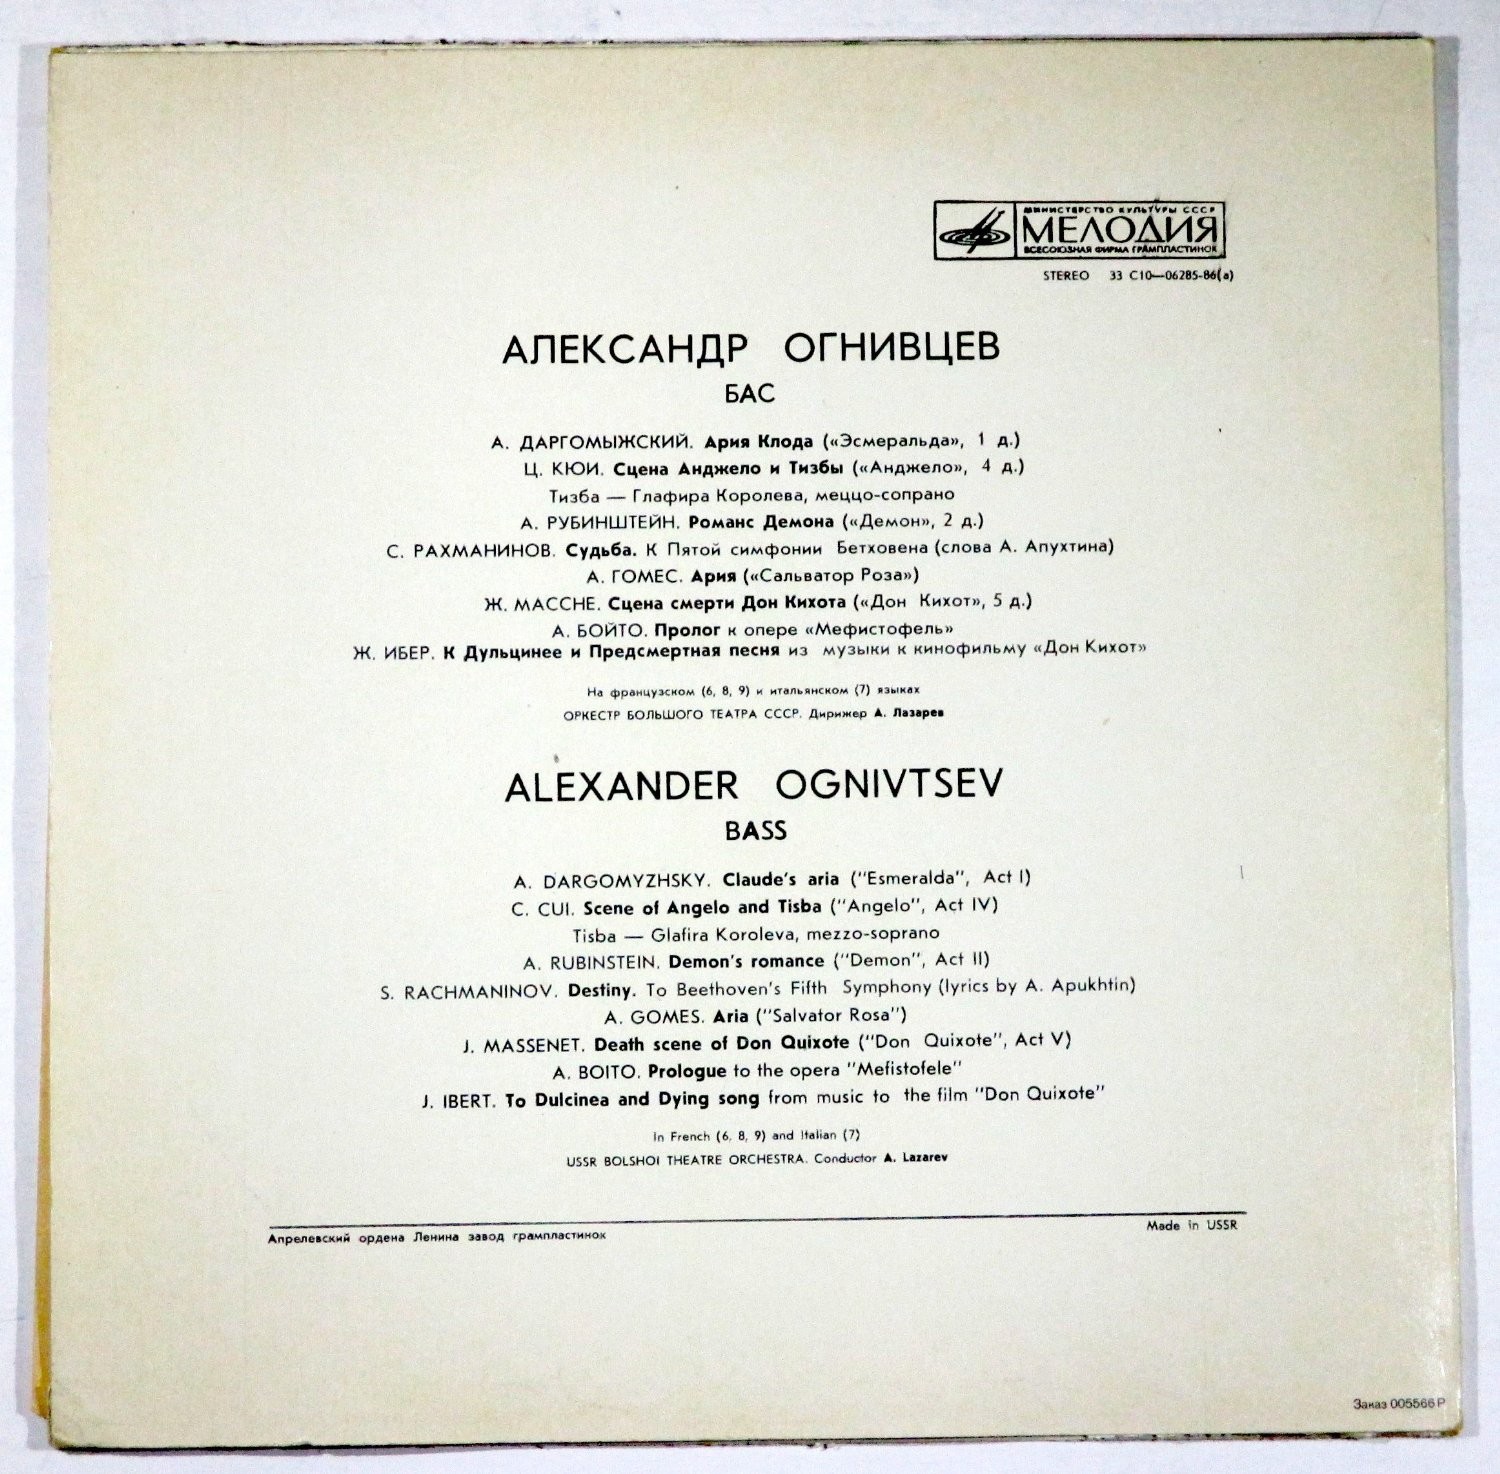 МИНИСТЕРСТВО КУЛЬТУРЫ СССР
МЕЛОДИЯ
ВСЕСОЮЗНАЯ ФИРМА ГРАМПЛАСТИНОК
STEREO 33 С10—06285-86(а)
АЛЕКСАНДР ОГНИВЦЕВ
БАС
А. ДАРГОМЫЖСКИЙ. Ария Клода («Эсмеральда», 1 д.)
Ц. КЮИ. Сцена Анджело и Тизбы («Анджело», 4 д.)
Тизба — Глафира Королева, меццо-сопрано
А. РУБИНШТЕЙН. Романс Демона («Демон», 2 д.)
С. РАХМАНИНОВ. Судьба. К Пятой симфонии Бетховена (слова А. Апухтина)
А. ГОМЕС. Ария («Сальватор Роза»)
Ж. МАССНЕ. Сцена смерти Дон Кихота («Дон Кихот», 5 д.)
А. БОЙТО. Пролог к опере «Мефистофель»
Ж. ИБЕР. К Дульцинее и Предсмертная песня из музыки к кинофильму «Дон Кихот»
На французском (6, 8, 9) и итальянском (7) языках
ОРКЕСТР БОЛЬШОГО ТЕАТРА СССР. Дирижер А. Лазарев
ALEXANDER OGNIVTSEV
BASS
A. DARGOMYZHSKY. Claude's aria ("Esmeralda", Act I)
C. CUI. Scene of Angelo and Tisba ("Angelo", Act IV)
Tisba — Glafira Koroleva, mezzo-soprano
A. RUBINSTEIN. Demon's romance ("Demon", Act II)
S. RACHMANINOV. Destiny. To Beethoven's Fifth Symphony (lyrics by A. Apukhtin)
A. GOMES. Aria ("Salvator Rosa")
J. MASSENET. Death scene of Don Quixote ("Don Quixote", Act V)
A. BOITO. Prologue to the opera "Mefistofele"
J. IBERT. To Dulcinea and Dying song from music to the film "Don Quixote"
In French (6, 8, 9) and Italian (7)
USSR BOLSHOI THEATRE ORCHESTRA. Conductor A. Lazarev
Made in USSR
Апрелевский ордена Ленина завод грампластинок
Заказ 005566 Р